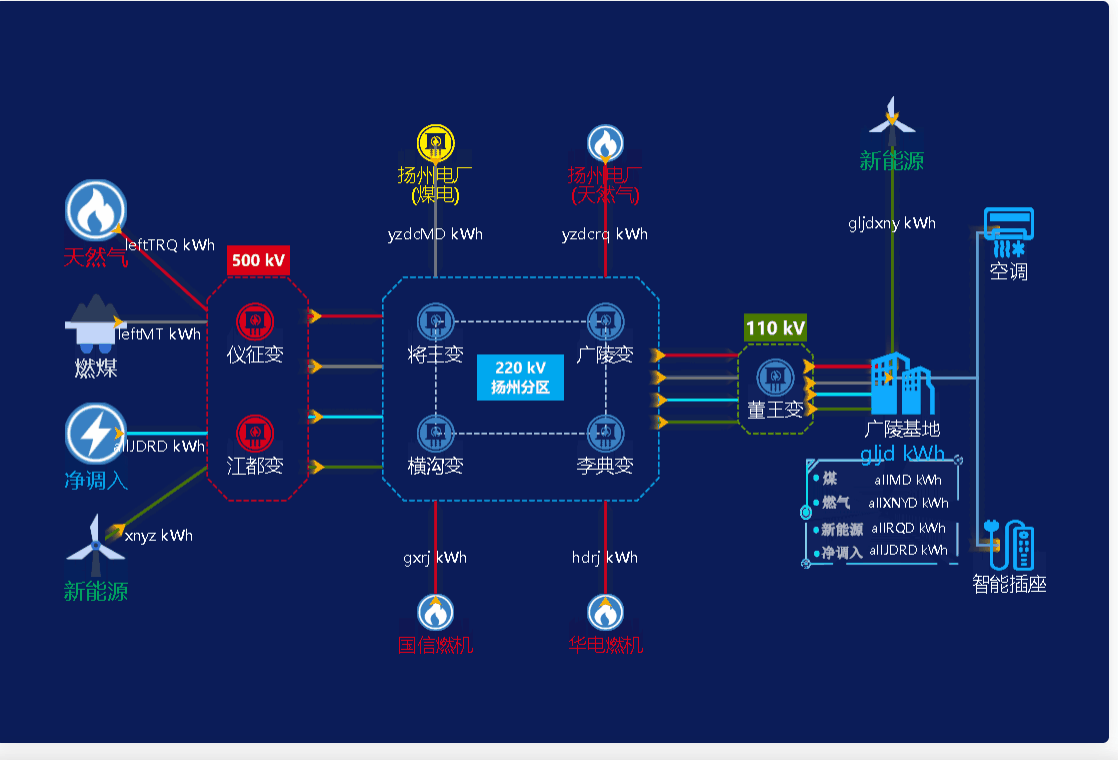 新能源
gljdxny kWh
扬州电厂
(煤电)
yzdcMD kWh
扬州电厂
(天然气)
yzdcrq kWh
天然气
leftTRQ kWh
燃煤
leftMT kWh
净调入
allJDRD kWh
新能源
xnyz kWh
500 kV
仪征变
江都变
将王变
广陵变
220 kV
扬州分区
横沟变
李典变
gxrj kWh
国信燃机
hdrj kWh
华电燃机
110 kV
董王变
广陵基地
gljd kWh
煤 allMD kWh
燃气 allXNYD kWh
新能源 allRQD kWh
净调入 allJDRD kWh
空调
智能插座